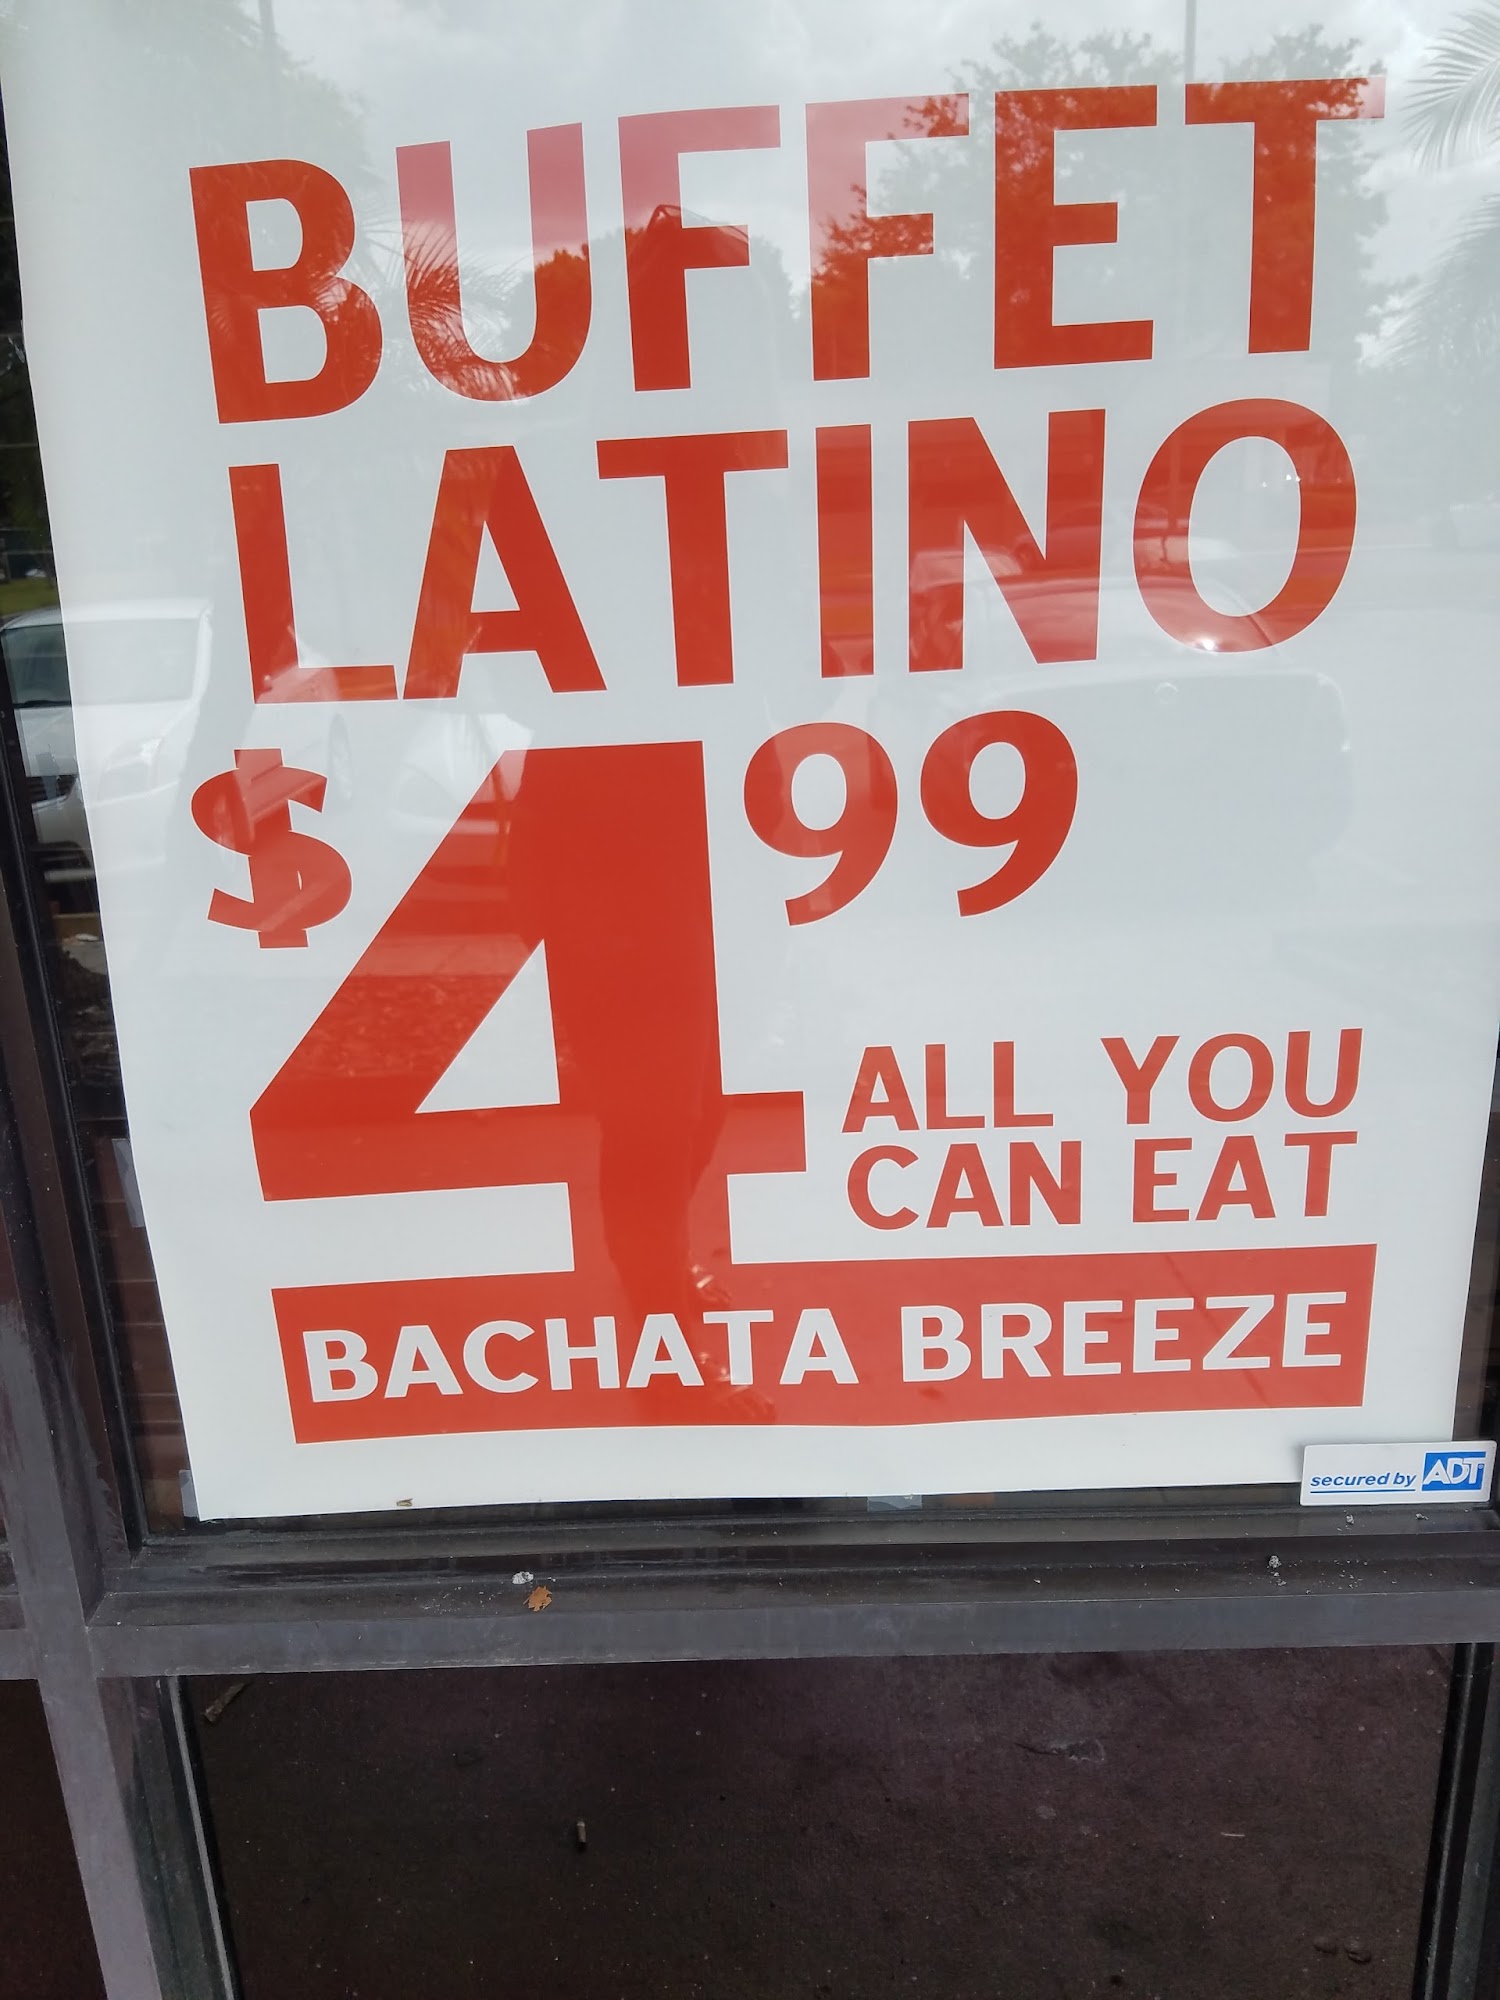 BUFFET
LATINO
$4 99
ALL YOU
CAN EAT
BACHATA BREEZE
secured by ADT